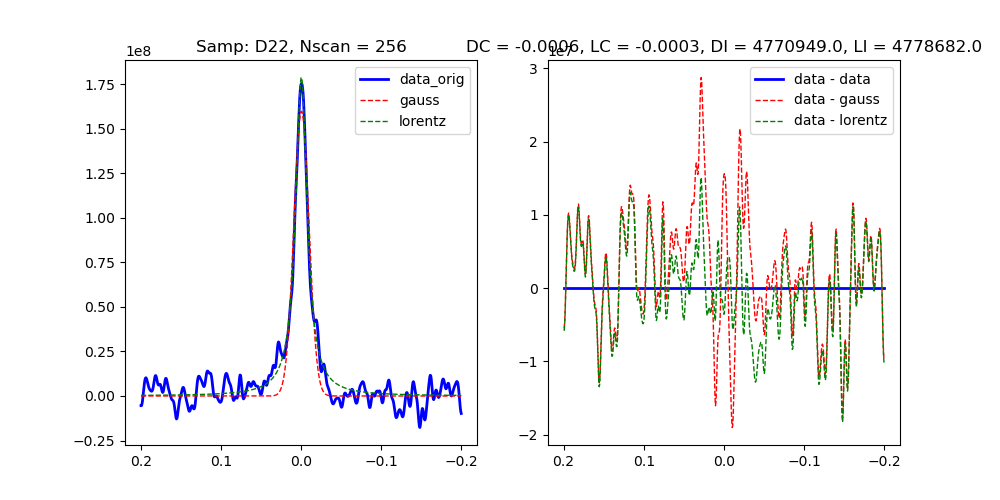 Samp: D22, Nscan = 256
DC = -0.0006, LC = -0.0003, DI = 4770949.0, LI = 4778682.0
1e8
1e7
data_orig
gauss
lorentz
1.75
1.50
1.25
1.00
0.75
0.50
0.25
0.00
−0.25
0.2
0.1
0.0
−0.1
−0.2
data - data
data - gauss
data - lorentz
3
2
1
0
−1
−2
0.2
0.1
0.0
−0.1
−0.2